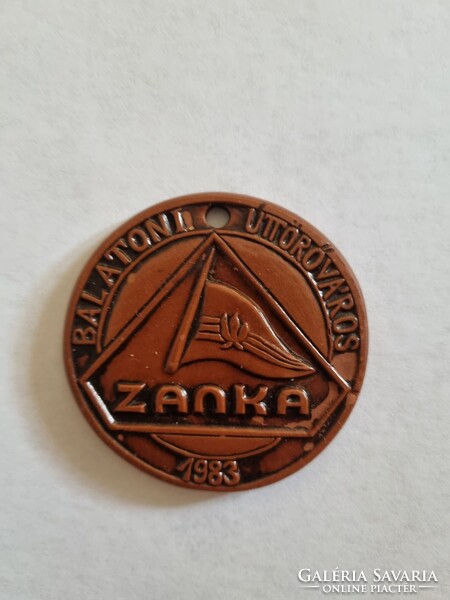 BALATONI ÚTTÖRŐVÁROS
ZANKA
1983
GALÉRIA SAVARIA
ONLINE PIACTÉR